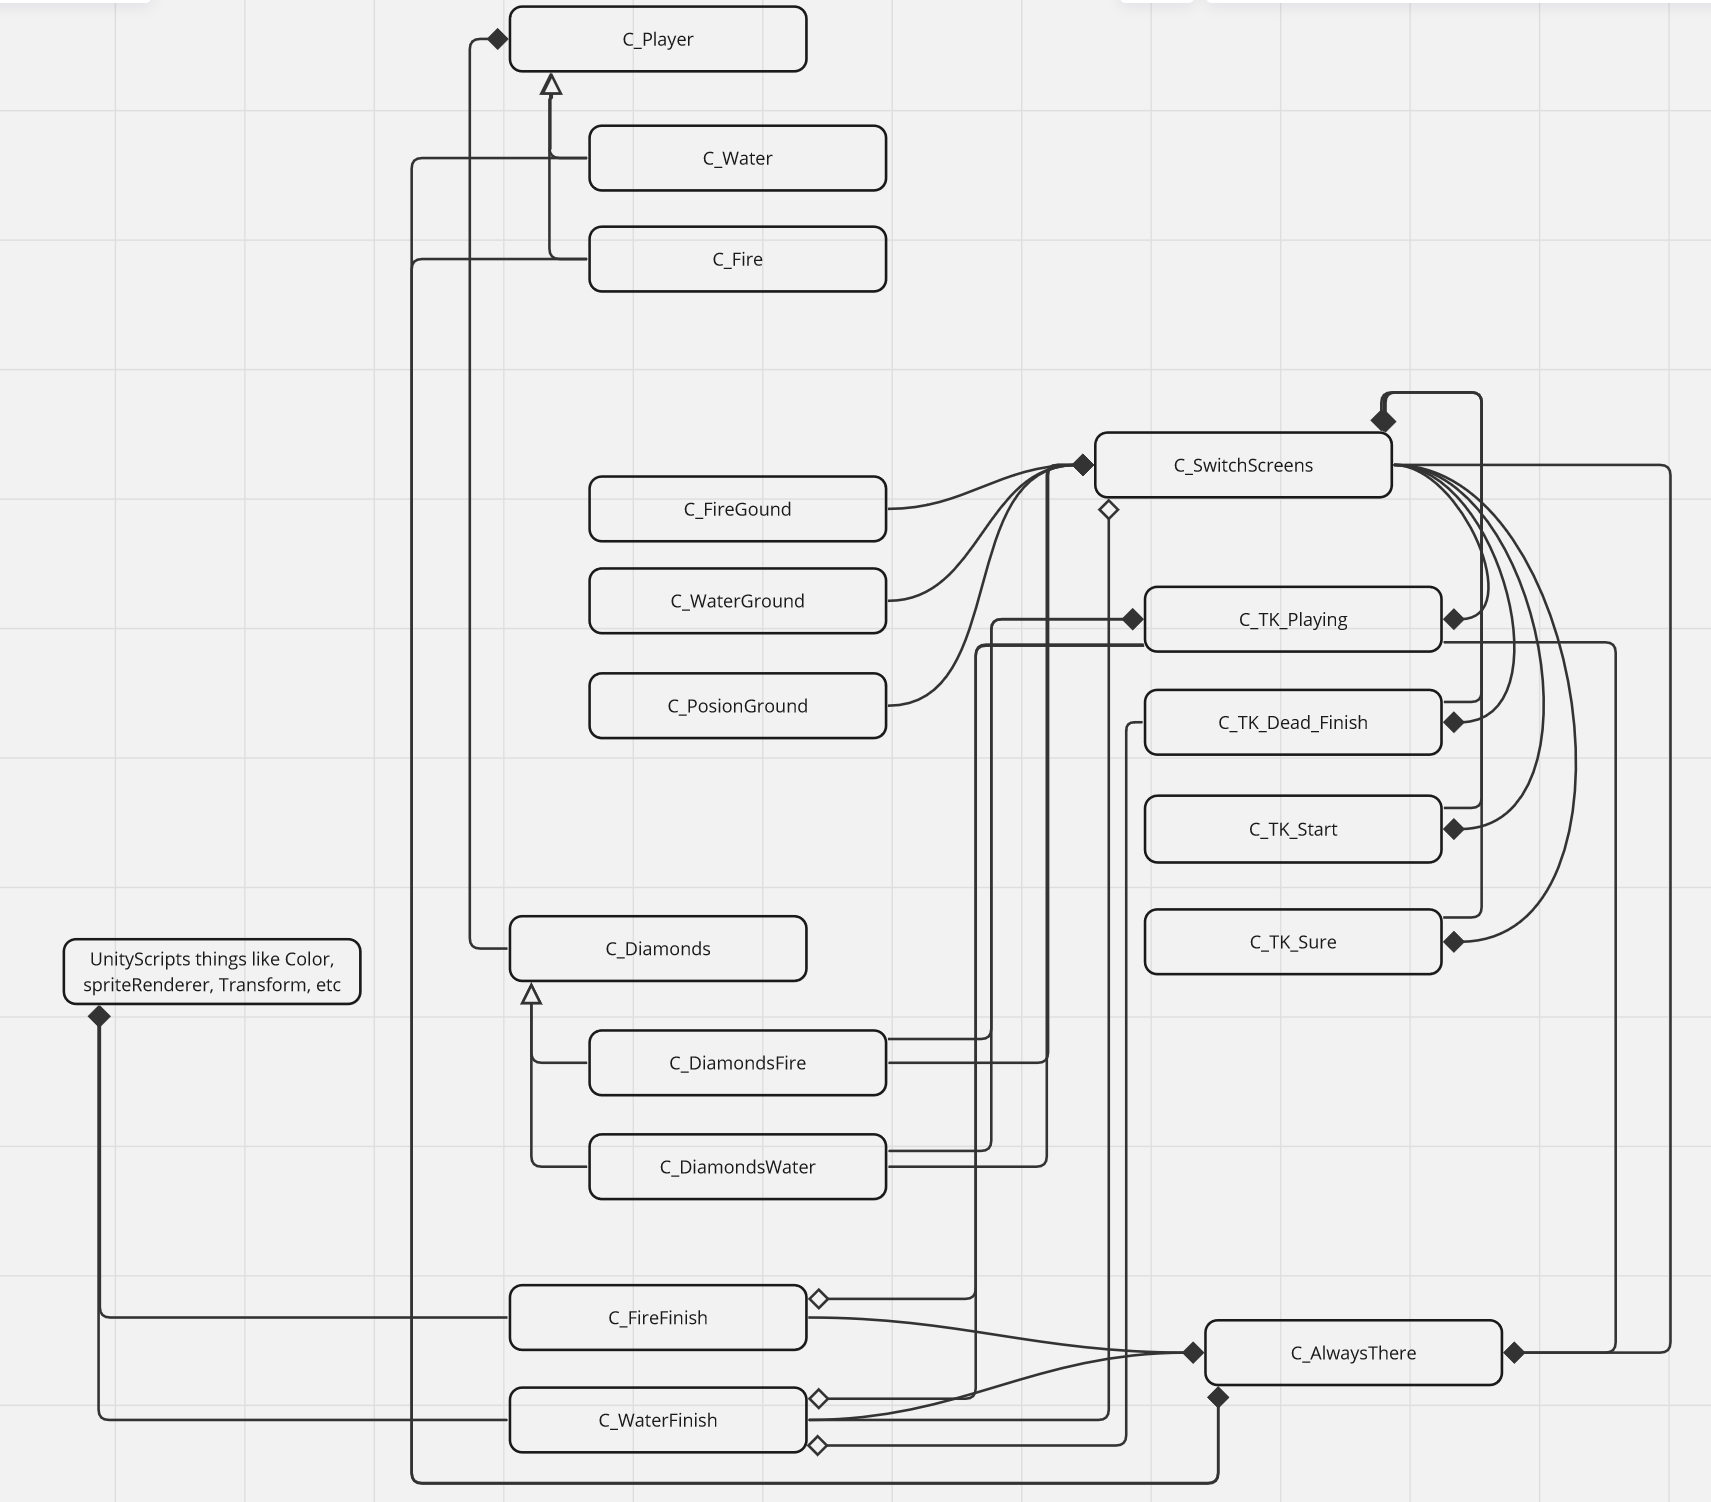 C_Player
C_Water
C_Fire
C_SwitchScreens
C_FireGound
C_WaterGround
C_TK_Playing
C_PosionGround
C_TK_Dead_Finish
C_TK_Start
C_TK_Sure
C_Diamonds
UnityScripts things like Color,
spriteRenderer, Transform, etc
C_DiamondsFire
C_DiamondsWater
C_FireFinish
C_AlwaysThere
C_WaterFinish